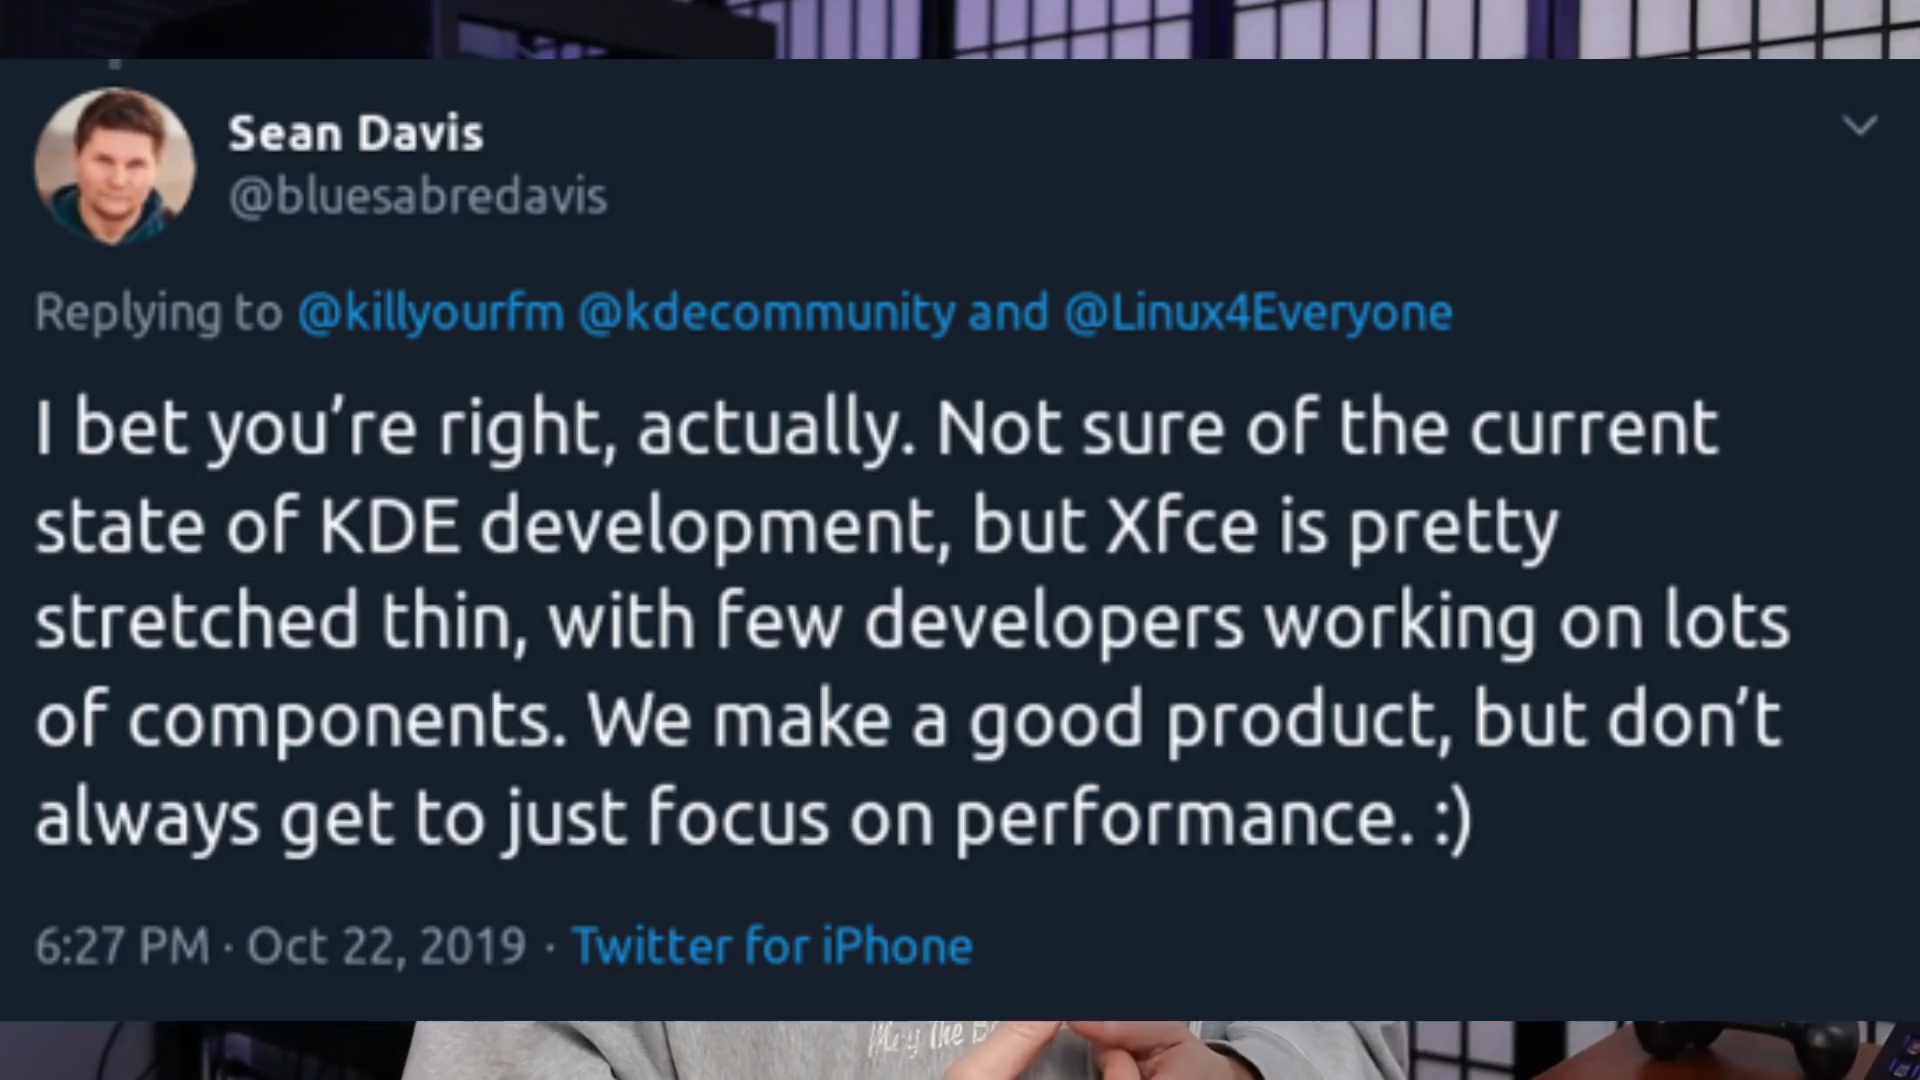 Sean Davis
@bluesabredavis
Replying to @killyourfm @kdecommunity and @Linux4Everyone
I bet you’re right, actually. Not sure of the current
state of KDE development, but Xfce is pretty
stretched thin, with few developers working on lots
of components. We make a good product, but don’t
always get to just focus on performance. :)
6:27 PM · Oct 22, 2019 · Twitter for iPhone
May The